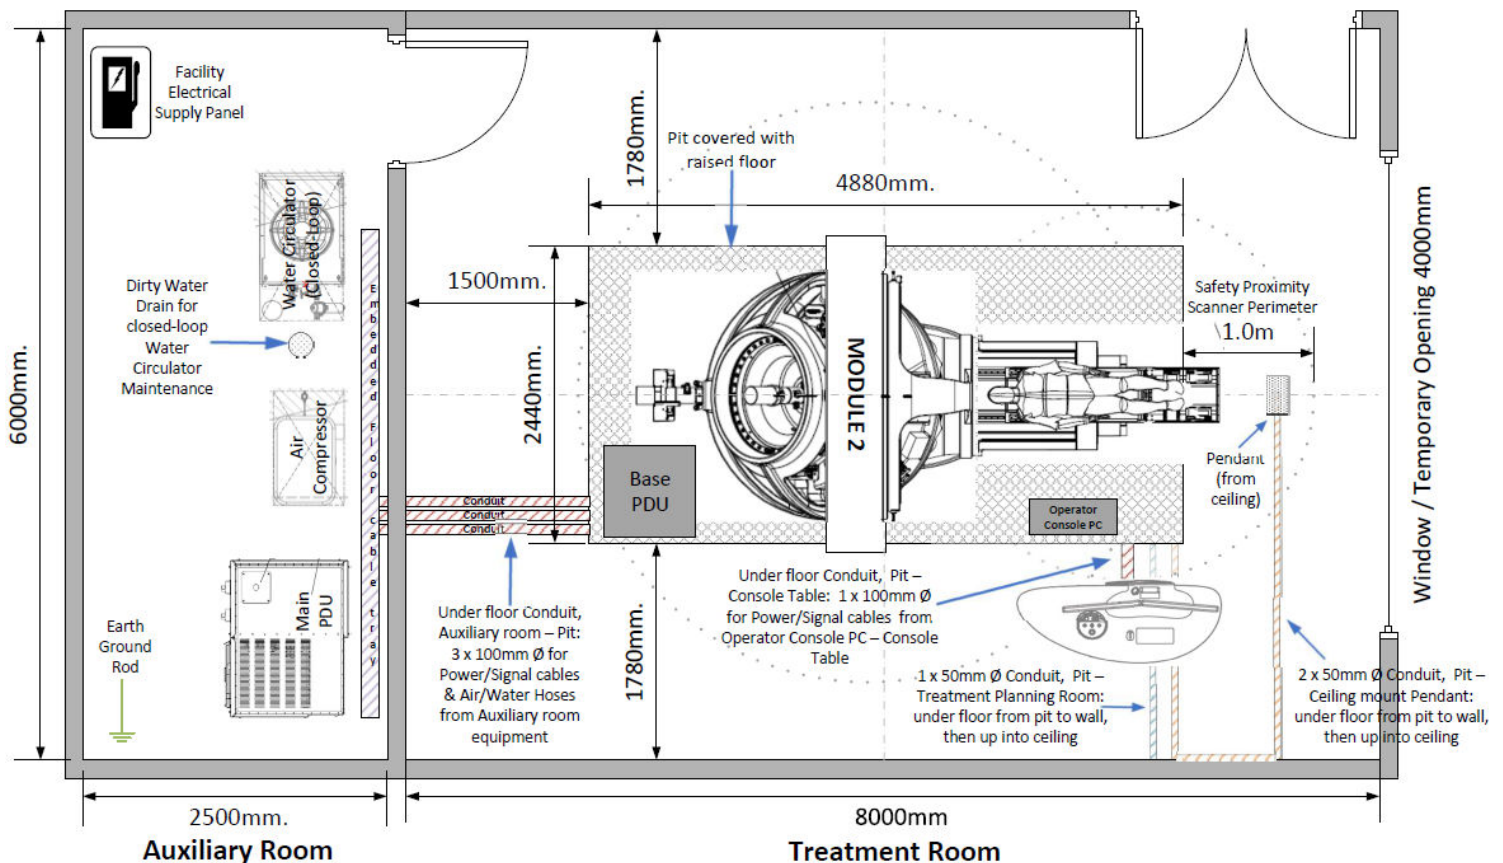 Facility
Electrical
Supply Panel
Water Circulator
(Closed-Loop)
Dirty Water
Drain for
closed-loop
Water
Circulator
Maintenance
Air
Compressor
Main
PDU
Earth
Ground
Rod
Embedded Floor cable tray
6000mm.
2500mm.
Auxiliary Room
1780mm.
Pit covered with
raised floor
4880mm.
1500mm.
2440mm.
MODULE 2
Base
PDU
Conduit
Conduit
Conduit
Operator
Console PC
Safety Proximity
Scanner Perimeter
1.0m
Pendant
(from
ceiling)
Window / Temporary Opening 4000mm
Under floor Conduit,
Auxiliary room – Pit:
3 x 100mm Ø for
Power/Signal cables
& Air/Water Hoses
from Auxiliary room
equipment
1780mm.
Under floor Conduit, Pit –
Console Table: 1 x 100mm Ø
for Power/Signal cables from
Operator Console PC – Console
Table
1 x 50mm Ø Conduit, Pit –
Treatment Planning Room:
under floor from pit to wall,
then up into ceiling
2 x 50mm Ø Conduit, Pit –
Ceiling mount Pendant:
under floor from pit to wall,
then up into ceiling
8000mm
Treatment Room